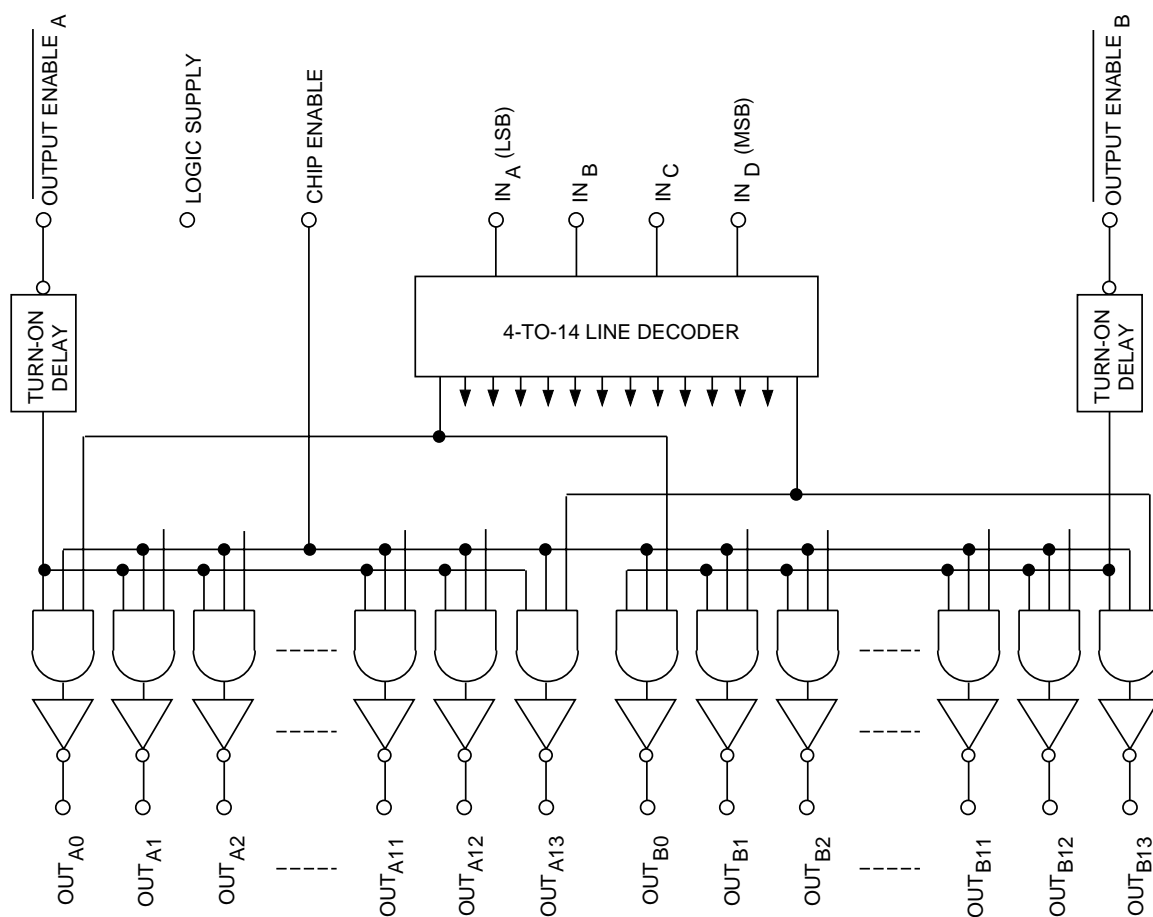 OUTPUT ENABLE A
LOGIC SUPPLY
CHIP ENABLE
IN A (LSB)
IN B
IN C
IN D (MSB)
OUTPUT ENABLE B
TURN-ON
DELAY
4-TO-14 LINE DECODER
TURN-ON
DELAY
OUT A0
OUT A1
OUT A2
OUT A11
OUT A12
OUT A13
OUT B0
OUT B1
OUT B2
OUT B11
OUT B12
OUT B13